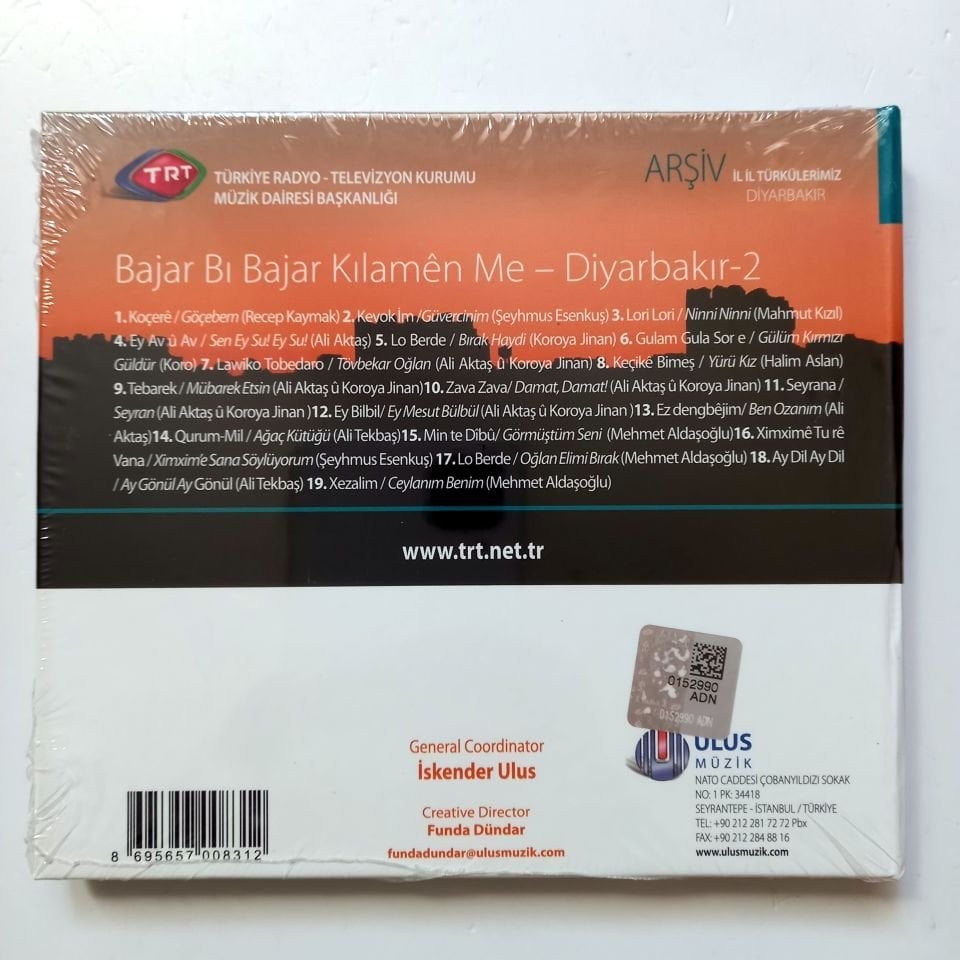 TRT
TÜRKİYE RADYO - TELEVİZYON KURUMU
MÜZİK DAİRESİ BAŞKANLIĞI
ARŞİV İL İL TÜRKÜLERİMİZ
DİYARBAKIR
Bajar Bı Bajar Kılamên Me – Diyarbakır-2
1. Koçerê / Göçebem (Recep Kaymak) 2. Kevok İm /Güvercinim (Şeyhmus Esenkuş) 3. Lori Lori / Ninni Ninni (Mahmut Kızıl)
4. Ey Av û Av / Sen Ey Su! Ey Su! (Ali Aktaş) 5. Lo Berde / Bırak Haydi (Koroya Jinan) 6. Gulam Gula Sor e / Gülüm Kırmızı
Güldür (Koro) 7. Lawiko Tobedaro / Tövbekar Oğlan (Ali Aktaş û Koroya Jinan) 8. Keçikê Bimeş / Yürü Kız (Halim Aslan)
9. Tebarek / Mübarek Etsin (Ali Aktaş û Koroya Jinan)10. Zava Zava/ Damat, Damat! (Ali Aktaş û Koroya Jinan) 11. Seyrana /
Seyran (Ali Aktaş û Koroya Jinan )12. Ey Bilbil/ Ey Mesut Bülbül (Ali Aktaş û Koroya Jinan )13. Ez dengbêjim/ Ben Ozanım (Ali
Aktaş)14. Qurum-Mil / Ağaç Kütüğü (Ali Tekbaş)15. Min te Dîbû/ Görmüştüm Seni (Mehmet Aldaşoğlu)16. Ximximê Tu rê
Vana / Ximxim'e Sana Söylüyorum (Şeyhmus Esenkuş) 17. Lo Berde / Oğlan Elimi Bırak (Mehmet Aldaşoğlu) 18. Ay Dil Ay Dil
/ Ay Gönül Ay Gönül (Ali Tekbaş) 19. Xezalim / Ceylanım Benim (Mehmet Aldaşoğlu)
www.trt.net.tr
0152990
ADN
0152990 ADN
General Coordinator
İskender Ulus
Creative Director
Funda Dündar
fundadundar@ulusmuzik.com
ULUS
MÜZİK
NATO CADDESİ ÇOBANYILDIZI SOKAK
NO: 1 PK: 34418
SEYRANTEPE - İSTANBUL / TÜRKİYE
TEL: +90 212 281 72 72 Pbx
FAX: +90 212 284 88 16
www.ulusmuzik.com
8 695657 008312